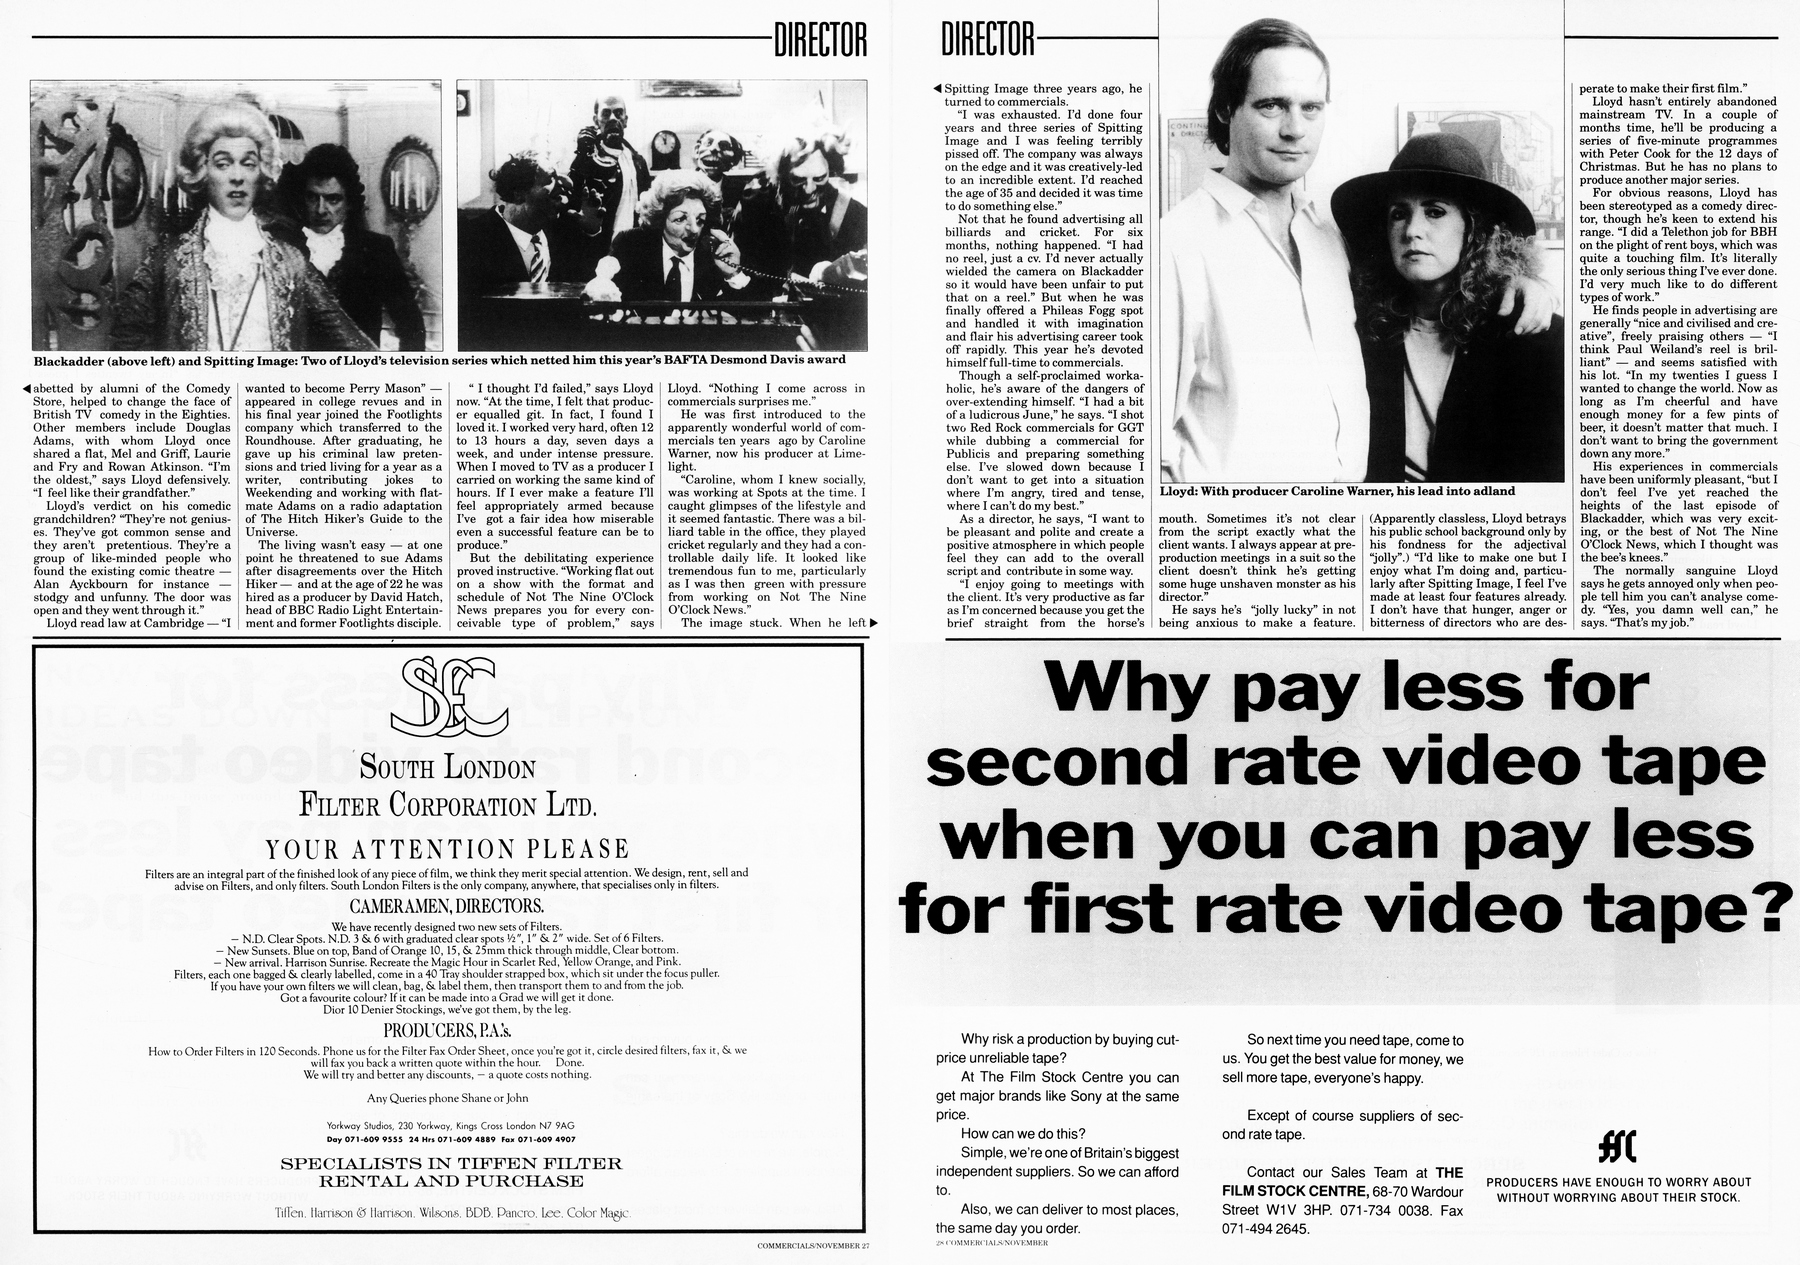 DIRECTOR
Blackadder (above left) and Spitting Image: Two of Lloyd's television series which netted him this year's BAFTA Desmond Davis award
◀ abetted by alumni of the Comedy
Store, helped to change the face of
British TV comedy in the Eighties.
Other members include Douglas
Adams, with whom Lloyd once
shared a flat, Mel and Griff, Laurie
and Fry and Rowan Atkinson. "I'm
the oldest," says Lloyd defensively.
"I feel like their grandfather."
Lloyd's verdict on his comedic
grandchildren? "They're not genius-
es. They've got common sense and
they aren't pretentious. They're a
group of like-minded people who
found the existing comic theatre —
Alan Ayckbourn for instance —
stodgy and unfunny. The door was
open and they went through it."
Lloyd read law at Cambridge — "I
wanted to become Perry Mason" —
appeared in college revues and in
his final year joined the Footlights
company which transferred to the
Roundhouse. After graduating, he
gave up his criminal law preten-
sions and tried living for a year as a
writer, contributing jokes to
Weekending and working with flat-
mate Adams on a radio adaptation
of The Hitch Hiker's Guide to the
Universe.
The living wasn't easy — at one
point he threatened to sue Adams
after disagreements over the Hitch
Hiker — and at the age of 22 he was
hired as a producer by David Hatch,
head of BBC Radio Light Entertain-
ment and former Footlights disciple.
" I thought I'd failed," says Lloyd
now. "At the time, I felt that produc-
er equalled git. In fact, I found I
loved it. I worked very hard, often 12
to 13 hours a day, seven days a
week, and under intense pressure.
When I moved to TV as a producer I
carried on working the same kind of
hours. If I ever make a feature I'll
feel appropriately armed because
I've got a fair idea how miserable
even a successful feature can be to
produce."
But the debilitating experience
proved instructive. "Working flat out
on a show with the format and
schedule of Not The Nine O'Clock
News prepares you for every con-
ceivable type of problem," says
Lloyd. "Nothing I come across in
commercials surprises me."
He was first introduced to the
apparently wonderful world of com-
mercials ten years ago by Caroline
Warner, now his producer at Lime-
light.
"Caroline, whom I knew socially,
was working at Spots at the time. I
caught glimpses of the lifestyle and
it seemed fantastic. There was a bil-
liard table in the office, they played
cricket regularly and they had a con-
trollable daily life. It looked like
tremendous fun to me, particularly
as I was then green with pressure
from working on Not The Nine
O'Clock News."
The image stuck. When he left ▶
SFC
SOUTH LONDON
FILTER CORPORATION LTD.
YOUR ATTENTION PLEASE
Filters are an integral part of the finished look of any piece of film, we think they merit special attention. We design, rent, sell and
advise on Filters, and only filters. South London Filters is the only company, anywhere, that specialises only in filters.
CAMERAMEN, DIRECTORS.
We have recently designed two new sets of Filters.
– N.D. Clear Spots. N.D. 3 & 6 with graduated clear spots ½", 1" & 2" wide. Set of 6 Filters.
– New Sunsets. Blue on top, Band of Orange 10, 15, & 25mm thick through middle, Clear bottom.
– New arrival. Harrison Sunrise. Recreate the Magic Hour in Scarlet Red, Yellow Orange, and Pink.
Filters, each one bagged & clearly labelled, come in a 40 Tray shoulder strapped box, which sit under the focus puller.
If you have your own filters we will clean, bag, & label them, then transport them to and from the job.
Got a favourite colour? If it can be made into a Grad we will get it done.
Dior 10 Denier Stockings, we've got them, by the leg.
PRODUCERS, P.A.'s.
How to Order Filters in 120 Seconds. Phone us for the Filter Fax Order Sheet, once you're got it, circle desired filters, fax it, & we
will fax you back a written quote within the hour. Done.
We will try and better any discounts, – a quote costs nothing.
Any Queries phone Shane or John
Yorkway Studios, 230 Yorkway, Kings Cross London N7 9AG
Day 071-609 9555 24 Hrs 071-609 4889 Fax 071-609 4907
SPECIALISTS IN TIFFEN FILTER
RENTAL AND PURCHASE
Tiffen, Harrison & Harrison, Wilsons, BDB, Pancro, Lee, Color Magic.
COMMERCIALS/NOVEMBER 27
DIRECTOR
◀ Spitting Image three years ago, he
turned to commercials.
"I was exhausted. I'd done four
years and three series of Spitting
Image and I was feeling terribly
pissed off. The company was always
on the edge and it was creatively-led
to an incredible extent. I'd reached
the age of 35 and decided it was time
to do something else."
Not that he found advertising all
billiards and cricket. For six
months, nothing happened. "I had
no reel, just a cv. I'd never actually
wielded the camera on Blackadder
so it would have been unfair to put
that on a reel." But when he was
finally offered a Phileas Fogg spot
and handled it with imagination
and flair his advertising career took
off rapidly. This year he's devoted
himself full-time to commercials.
Though a self-proclaimed worka-
holic, he's aware of the dangers of
over-extending himself. "I had a bit
of a ludicrous June," he says. "I shot
two Red Rock commercials for GGT
while dubbing a commercial for
Publicis and preparing something
else. I've slowed down because I
don't want to get into a situation
where I'm angry, tired and tense,
where I can't do my best."
As a director, he says, "I want to
be pleasant and polite and create a
positive atmosphere in which people
feel they can add to the overall
script and contribute in some way.
"I enjoy going to meetings with
the client. It's very productive as far
as I'm concerned because you get the
brief straight from the horse's
Lloyd: With producer Caroline Warner, his lead into adland
mouth. Sometimes it's not clear
from the script exactly what the
client wants. I always appear at pre-
production meetings in a suit so the
client doesn't think he's getting
some huge unshaven monster as his
director."
He says he's "jolly lucky" in not
being anxious to make a feature.
(Apparently classless, Lloyd betrays
his public school background only by
his fondness for the adjectival
"jolly".) "I'd like to make one but I
enjoy what I'm doing and, particu-
larly after Spitting Image, I feel I've
made at least four features already.
I don't have that hunger, anger or
bitterness of directors who are des-
perate to make their first film."
Lloyd hasn't entirely abandoned
mainstream TV. In a couple of
months time, he'll be producing a
series of five-minute programmes
with Peter Cook for the 12 days of
Christmas. But he has no plans to
produce another major series.
For obvious reasons, Lloyd has
been stereotyped as a comedy direc-
tor, though he's keen to extend his
range. "I did a Telethon job for BBH
on the plight of rent boys, which was
quite a touching film. It's literally
the only serious thing I've ever done.
I'd very much like to do different
types of work."
He finds people in advertising are
generally "nice and civilised and cre-
ative", freely praising others — "I
think Paul Weiland's reel is bril-
liant" — and seems satisfied with
his lot. "In my twenties I guess I
wanted to change the world. Now as
long as I'm cheerful and have
enough money for a few pints of
beer, it doesn't matter that much. I
don't want to bring the government
down any more."
His experiences in commercials
have been uniformly pleasant, "but I
don't feel I've yet reached the
heights of the last episode of
Blackadder, which was very excit-
ing, or the best of Not The Nine
O'Clock News, which I thought was
the bee's knees."
The normally sanguine Lloyd
says he gets annoyed only when peo-
ple tell him you can't analyse come-
dy. "Yes, you damn well can," he
says. "That's my job."
Why pay less for
second rate video tape
when you can pay less
for first rate video tape?
Why risk a production by buying cut-
price unreliable tape?
At The Film Stock Centre you can
get major brands like Sony at the same
price.
How can we do this?
Simple, we're one of Britain's biggest
independent suppliers. So we can afford
to.
Also, we can deliver to most places,
the same day you order.
So next time you need tape, come to
us. You get the best value for money, we
sell more tape, everyone's happy.
Except of course suppliers of sec-
ond rate tape.
Contact our Sales Team at THE
FILM STOCK CENTRE, 68-70 Wardour
Street W1V 3HP. 071-734 0038. Fax
071-494 2645.
PRODUCERS HAVE ENOUGH TO WORRY ABOUT
WITHOUT WORRYING ABOUT THEIR STOCK.
28 COMMERCIALS/NOVEMBER